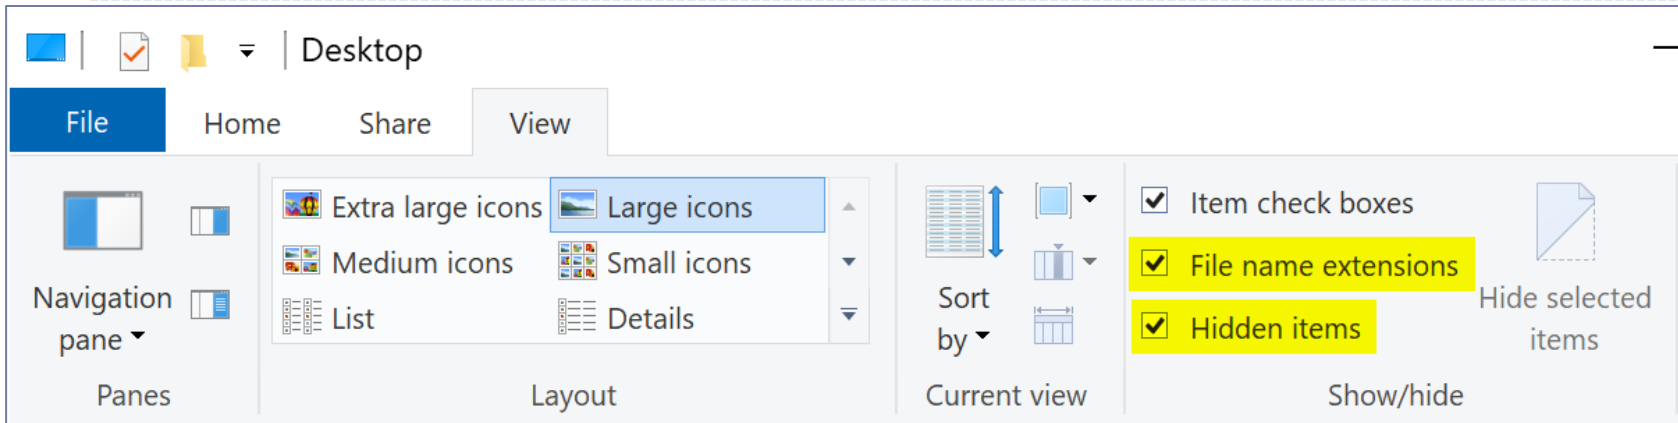 Desktop
File Home Share View
Extra large icons Large icons
Item check boxes
Medium icons Small icons
File name extensions
Navigation pane
List Details
Sort by
Hidden items
Hide selected items
Panes Layout Current view Show/hide